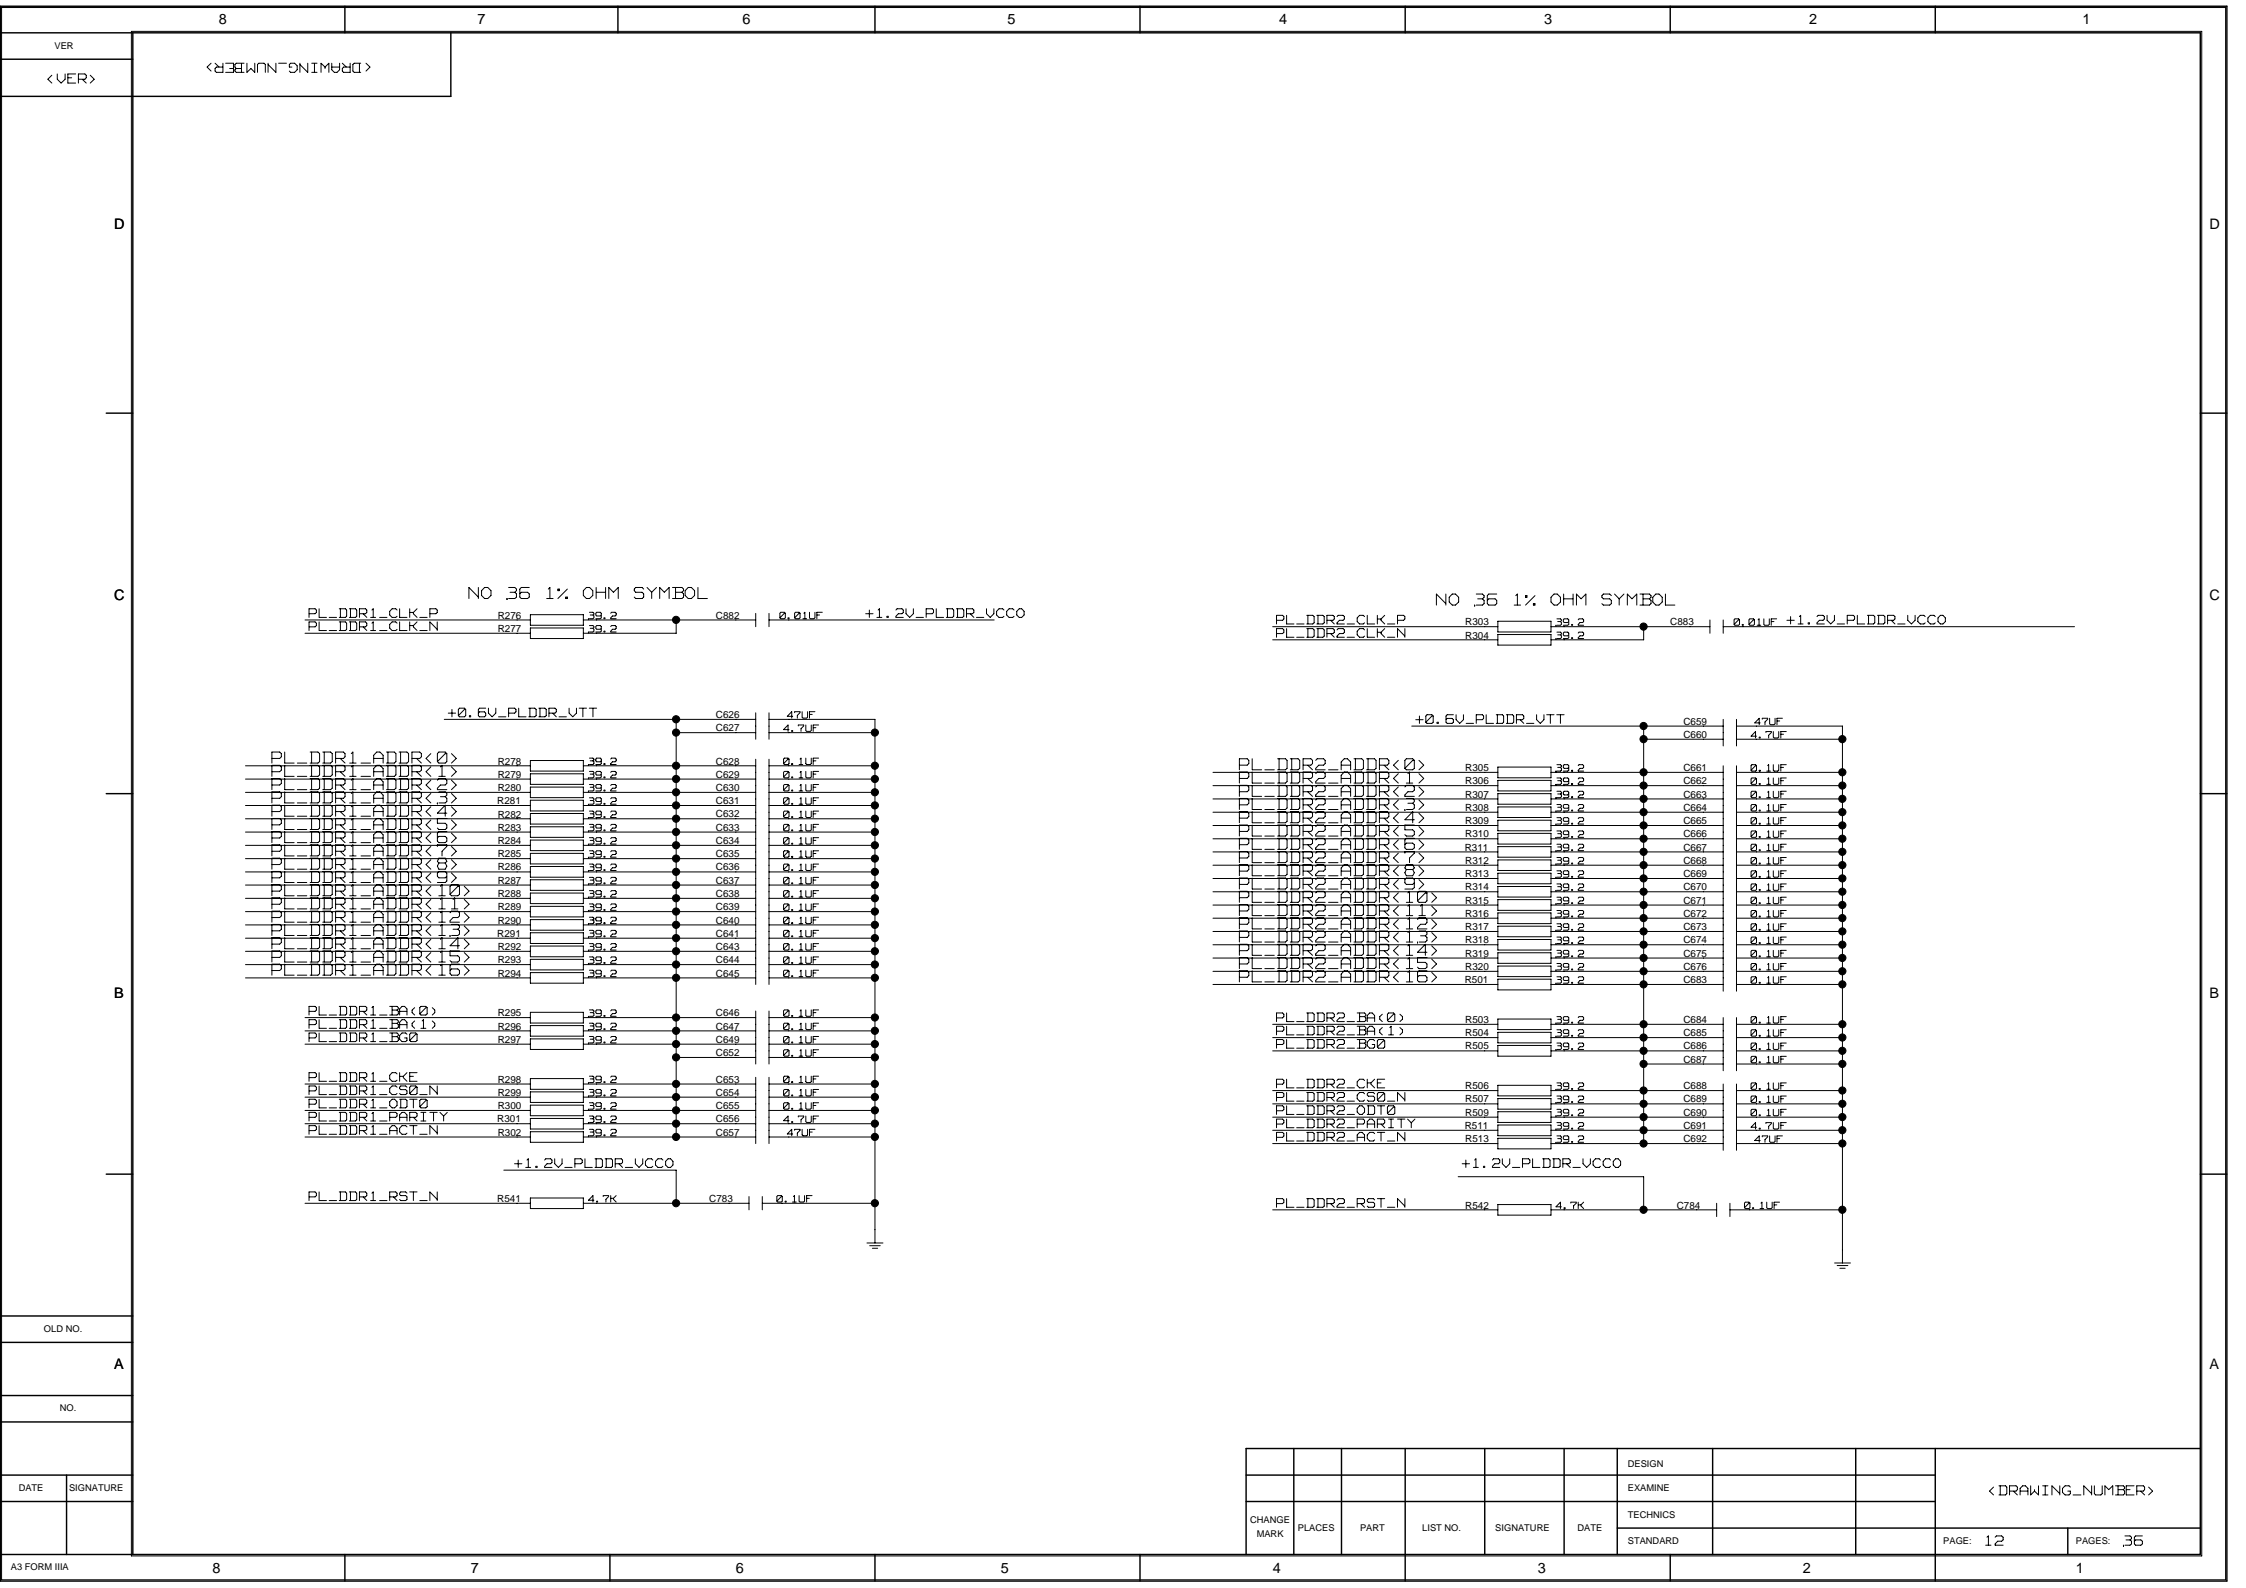 8 7 6 5 4 3 2 1
VER
<VER>
<DRAWING_NUMBER>
D D
C C
NO 36 1% OHM SYMBOL
PL_DDR1_CLK_P R276 39.2 C882 0.01UF +1.2V_PLDDR_VCCO
PL_DDR1_CLK_N R277 39.2
+0.6V_PLDDR_VTT C626 47UF
C627 4.7UF
PL_DDR1_ADDR<0> R278 39.2 C628 0.1UF
PL_DDR1_ADDR<1> R279 39.2 C629 0.1UF
PL_DDR1_ADDR<2> R280 39.2 C630 0.1UF
PL_DDR1_ADDR<3> R281 39.2 C631 0.1UF
PL_DDR1_ADDR<4> R282 39.2 C632 0.1UF
PL_DDR1_ADDR<5> R283 39.2 C633 0.1UF
PL_DDR1_ADDR<6> R284 39.2 C634 0.1UF
PL_DDR1_ADDR<7> R285 39.2 C635 0.1UF
PL_DDR1_ADDR<8> R286 39.2 C636 0.1UF
PL_DDR1_ADDR<9> R287 39.2 C637 0.1UF
PL_DDR1_ADDR<10> R288 39.2 C638 0.1UF
PL_DDR1_ADDR<11> R289 39.2 C639 0.1UF
PL_DDR1_ADDR<12> R290 39.2 C640 0.1UF
PL_DDR1_ADDR<13> R291 39.2 C641 0.1UF
PL_DDR1_ADDR<14> R292 39.2 C643 0.1UF
PL_DDR1_ADDR<15> R293 39.2 C644 0.1UF
PL_DDR1_ADDR<16> R294 39.2 C645 0.1UF
PL_DDR1_BA<0> R295 39.2 C646 0.1UF
PL_DDR1_BA<1> R296 39.2 C647 0.1UF
PL_DDR1_BG0 R297 39.2 C649 0.1UF
C652 0.1UF
PL_DDR1_CKE R298 39.2 C653 0.1UF
PL_DDR1_CS0_N R299 39.2 C654 0.1UF
PL_DDR1_ODT0 R300 39.2 C655 0.1UF
PL_DDR1_PARITY R301 39.2 C656 4.7UF
PL_DDR1_ACT_N R302 39.2 C657 47UF
+1.2V_PLDDR_VCCO
PL_DDR1_RST_N R541 4.7K C783 0.1UF
NO 36 1% OHM SYMBOL
PL_DDR2_CLK_P R303 39.2 C883 0.01UF +1.2V_PLDDR_VCCO
PL_DDR2_CLK_N R304 39.2
+0.6V_PLDDR_VTT C659 47UF
C660 4.7UF
PL_DDR2_ADDR<0> R305 39.2 C661 0.1UF
PL_DDR2_ADDR<1> R306 39.2 C662 0.1UF
PL_DDR2_ADDR<2> R307 39.2 C663 0.1UF
PL_DDR2_ADDR<3> R308 39.2 C664 0.1UF
PL_DDR2_ADDR<4> R309 39.2 C665 0.1UF
PL_DDR2_ADDR<5> R310 39.2 C666 0.1UF
PL_DDR2_ADDR<6> R311 39.2 C667 0.1UF
PL_DDR2_ADDR<7> R312 39.2 C668 0.1UF
PL_DDR2_ADDR<8> R313 39.2 C669 0.1UF
PL_DDR2_ADDR<9> R314 39.2 C670 0.1UF
PL_DDR2_ADDR<10> R315 39.2 C671 0.1UF
PL_DDR2_ADDR<11> R316 39.2 C672 0.1UF
PL_DDR2_ADDR<12> R317 39.2 C673 0.1UF
PL_DDR2_ADDR<13> R318 39.2 C674 0.1UF
PL_DDR2_ADDR<14> R319 39.2 C675 0.1UF
PL_DDR2_ADDR<15> R320 39.2 C676 0.1UF
PL_DDR2_ADDR<16> R501 39.2 C683 0.1UF
PL_DDR2_BA<0> R503 39.2 C684 0.1UF
PL_DDR2_BA<1> R504 39.2 C685 0.1UF
PL_DDR2_BG0 R505 39.2 C686 0.1UF
C687 0.1UF
PL_DDR2_CKE R506 39.2 C688 0.1UF
PL_DDR2_CS0_N R507 39.2 C689 0.1UF
PL_DDR2_ODT0 R509 39.2 C690 0.1UF
PL_DDR2_PARITY R511 39.2 C691 4.7UF
PL_DDR2_ACT_N R513 39.2 C692 47UF
+1.2V_PLDDR_VCCO
PL_DDR2_RST_N R542 4.7K C784 0.1UF
B B
OLD NO.
A A
NO.
DATE SIGNATURE
A3 FORM IIIA
DESIGN
EXAMINE
TECHNICS
STANDARD
CHANGE MARK PLACES PART LIST NO. SIGNATURE DATE
<DRAWING_NUMBER>
PAGE: 12 PAGES: 36
8 7 6 5 4 3 2 1